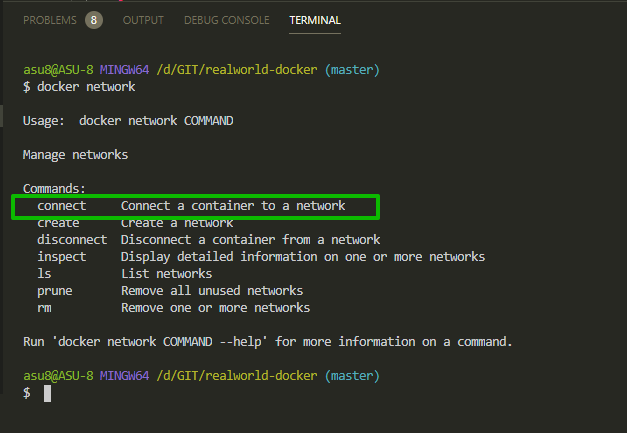 PROBLEMS 8 OUTPUT DEBUG CONSOLE TERMINAL
asu8@ASU-8 MINGW64 /d/GIT/realworld-docker (master)
$ docker network
Usage:  docker network COMMAND
Manage networks
Commands:
  connect     Connect a container to a network
  create      Create a network
  disconnect  Disconnect a container from a network
  inspect     Display detailed information on one or more networks
  ls          List networks
  prune       Remove all unused networks
  rm          Remove one or more networks
Run 'docker network COMMAND --help' for more information on a command.
asu8@ASU-8 MINGW64 /d/GIT/realworld-docker (master)
$